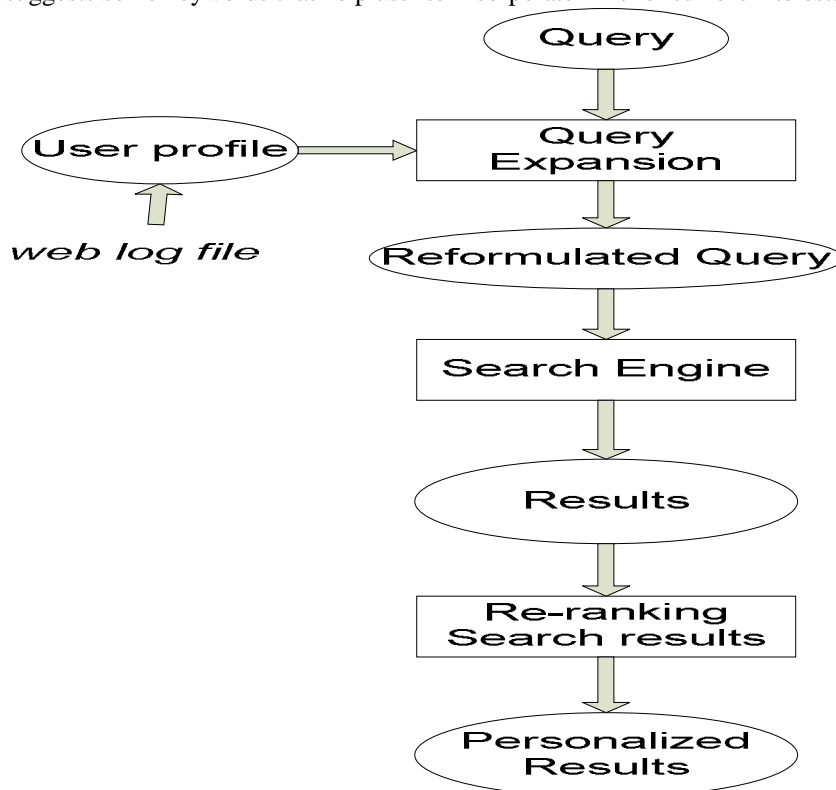 Query
Query
Expansion
User profile
web log file
Reformulated Query
Search Engine
Results
Re-ranking
Search results
Personalized
Results